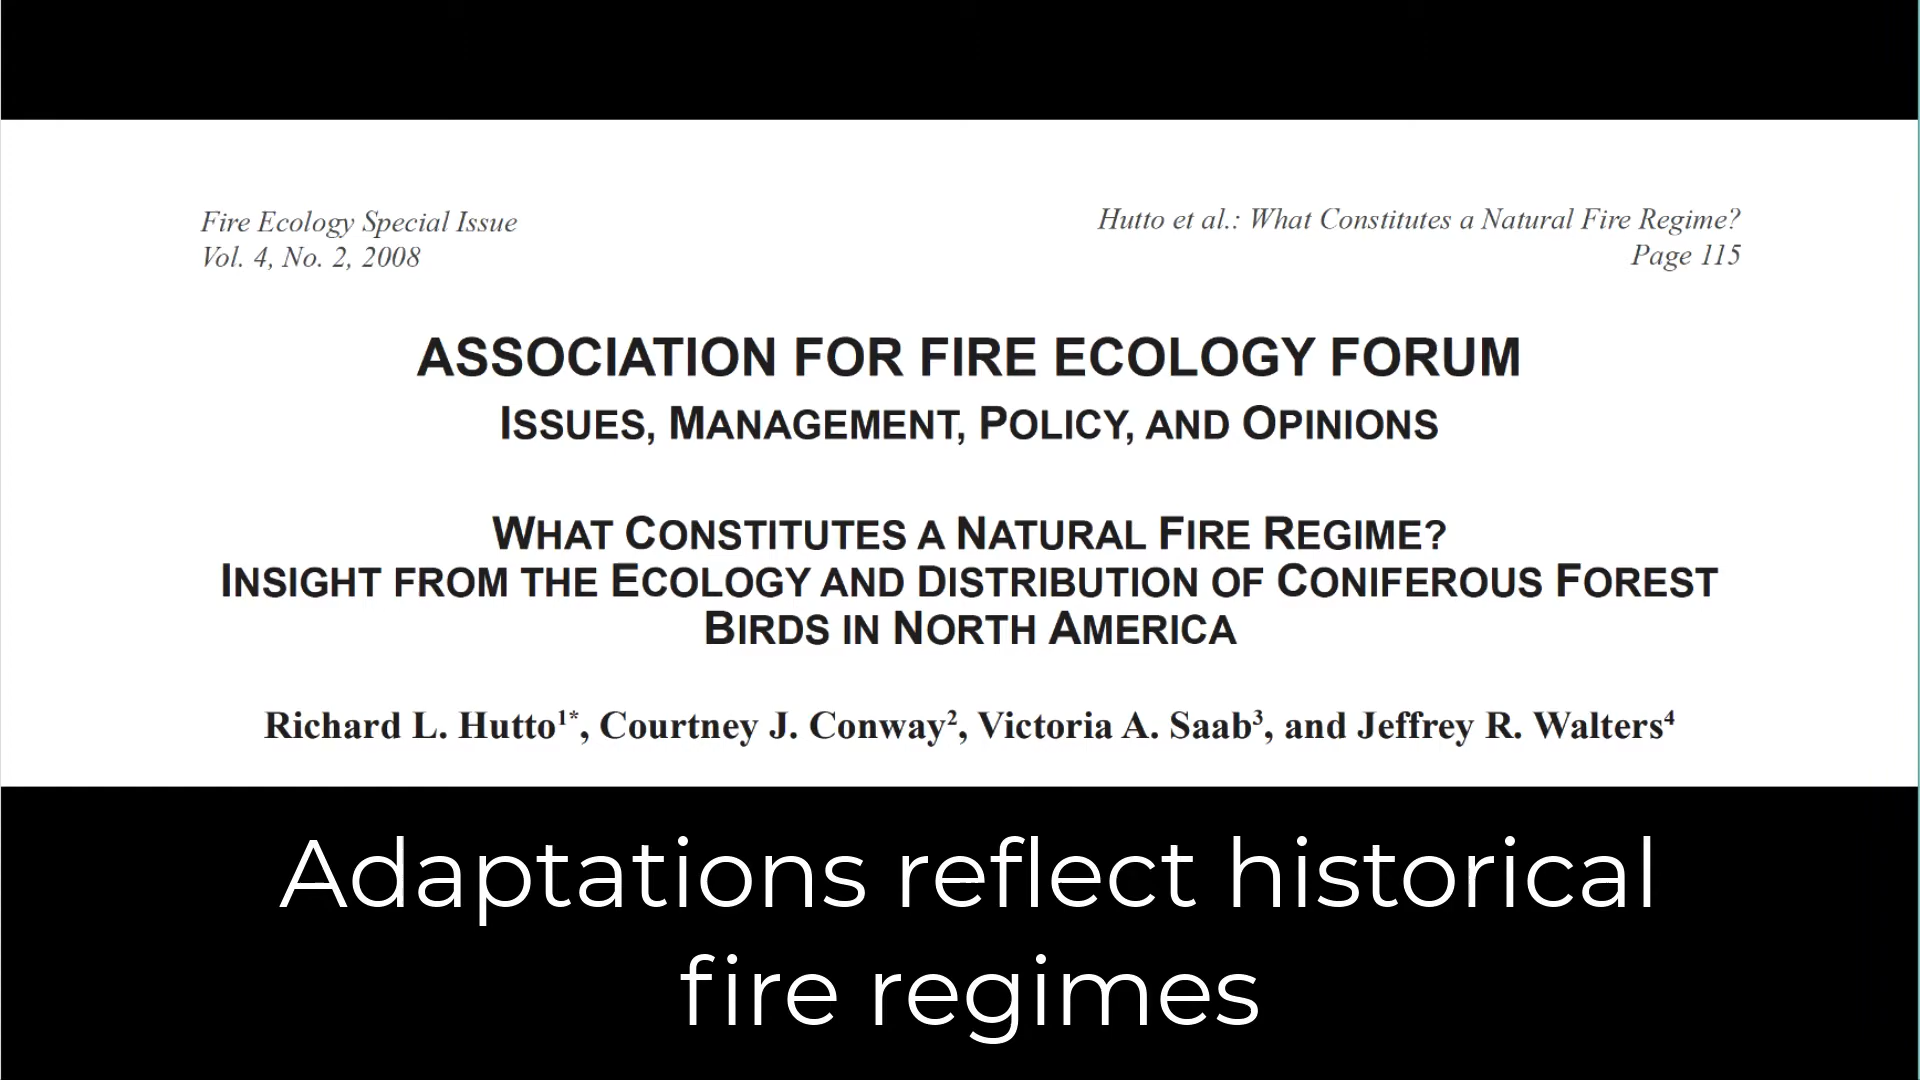 Fire Ecology Special Issue
Vol. 4, No. 2, 2008
Hutto et al.: What Constitutes a Natural Fire Regime?
Page 115
ASSOCIATION FOR FIRE ECOLOGY FORUM
ISSUES, MANAGEMENT, POLICY, AND OPINIONS
WHAT CONSTITUTES A NATURAL FIRE REGIME?
INSIGHT FROM THE ECOLOGY AND DISTRIBUTION OF CONIFEROUS FOREST
BIRDS IN NORTH AMERICA
Richard L. Hutto¹*, Courtney J. Conway², Victoria A. Saab³, and Jeffrey R. Walters⁴
Adaptations reflect historical
fire regimes